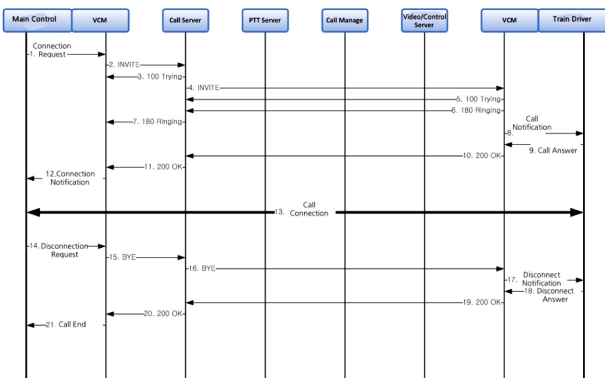 Main Control
VCM
Call Server
PTT Server
Call Manage
Video/Control
Server
VCM
Train Driver
Connection
1. Request
2. INVITE
3. 100 Trying
4. INVITE
5. 100 Trying
6. 180 Ringing
7. 180 Ringing
Call
8. Notification
9. Call Answer
10. 200 OK
11. 200 OK
12.Connection
Notification
Call
13. Connection
14. Disconnection
Request
15. BYE
16. BYE
Disconnect
17. Notification
18. Disconnect
Answer
19. 200 OK
20. 200 OK
21 Call End